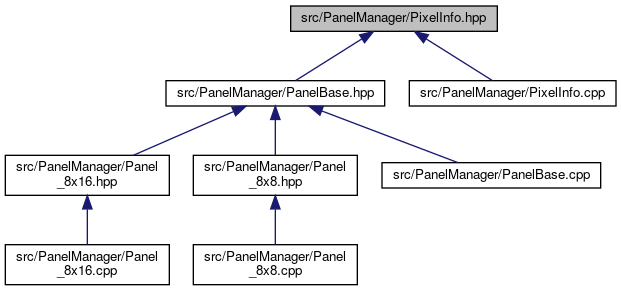 src/PanelManager/PixelInfo.hpp
src/PanelManager/PanelBase.hpp
src/PanelManager/PixelInfo.cpp
src/PanelManager/Panel
_8x16.hpp
src/PanelManager/Panel
_8x8.hpp
src/PanelManager/PanelBase.cpp
src/PanelManager/Panel
_8x16.cpp
src/PanelManager/Panel
_8x8.cpp